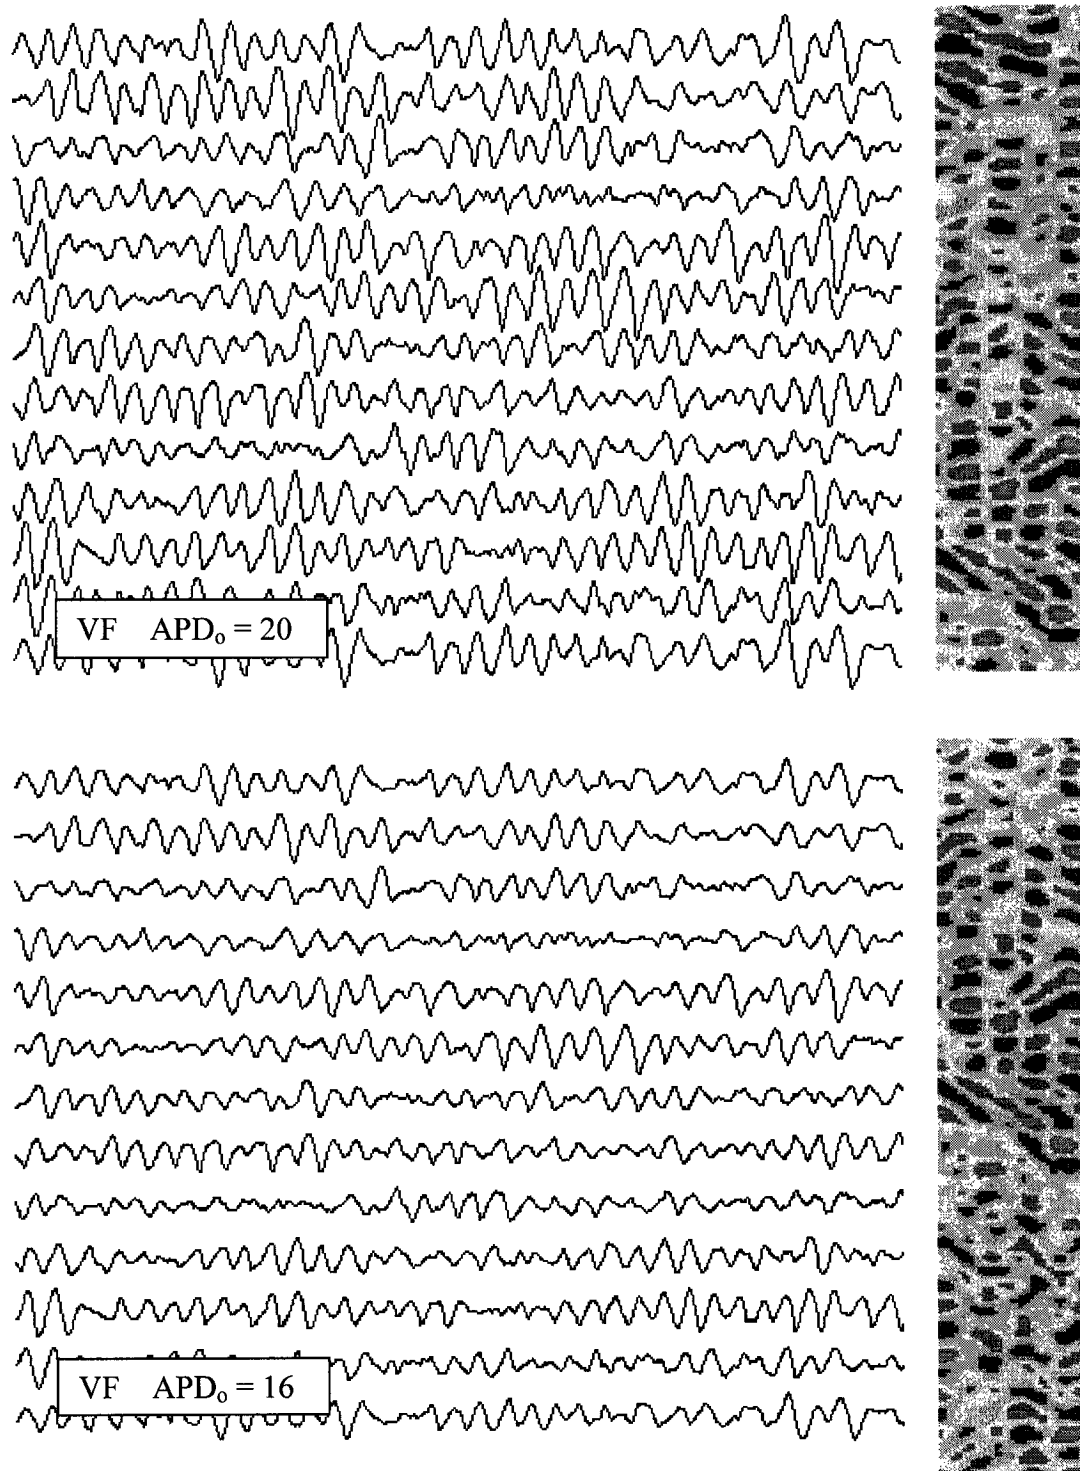 VF APDₒ = 20
VF APDₒ = 16